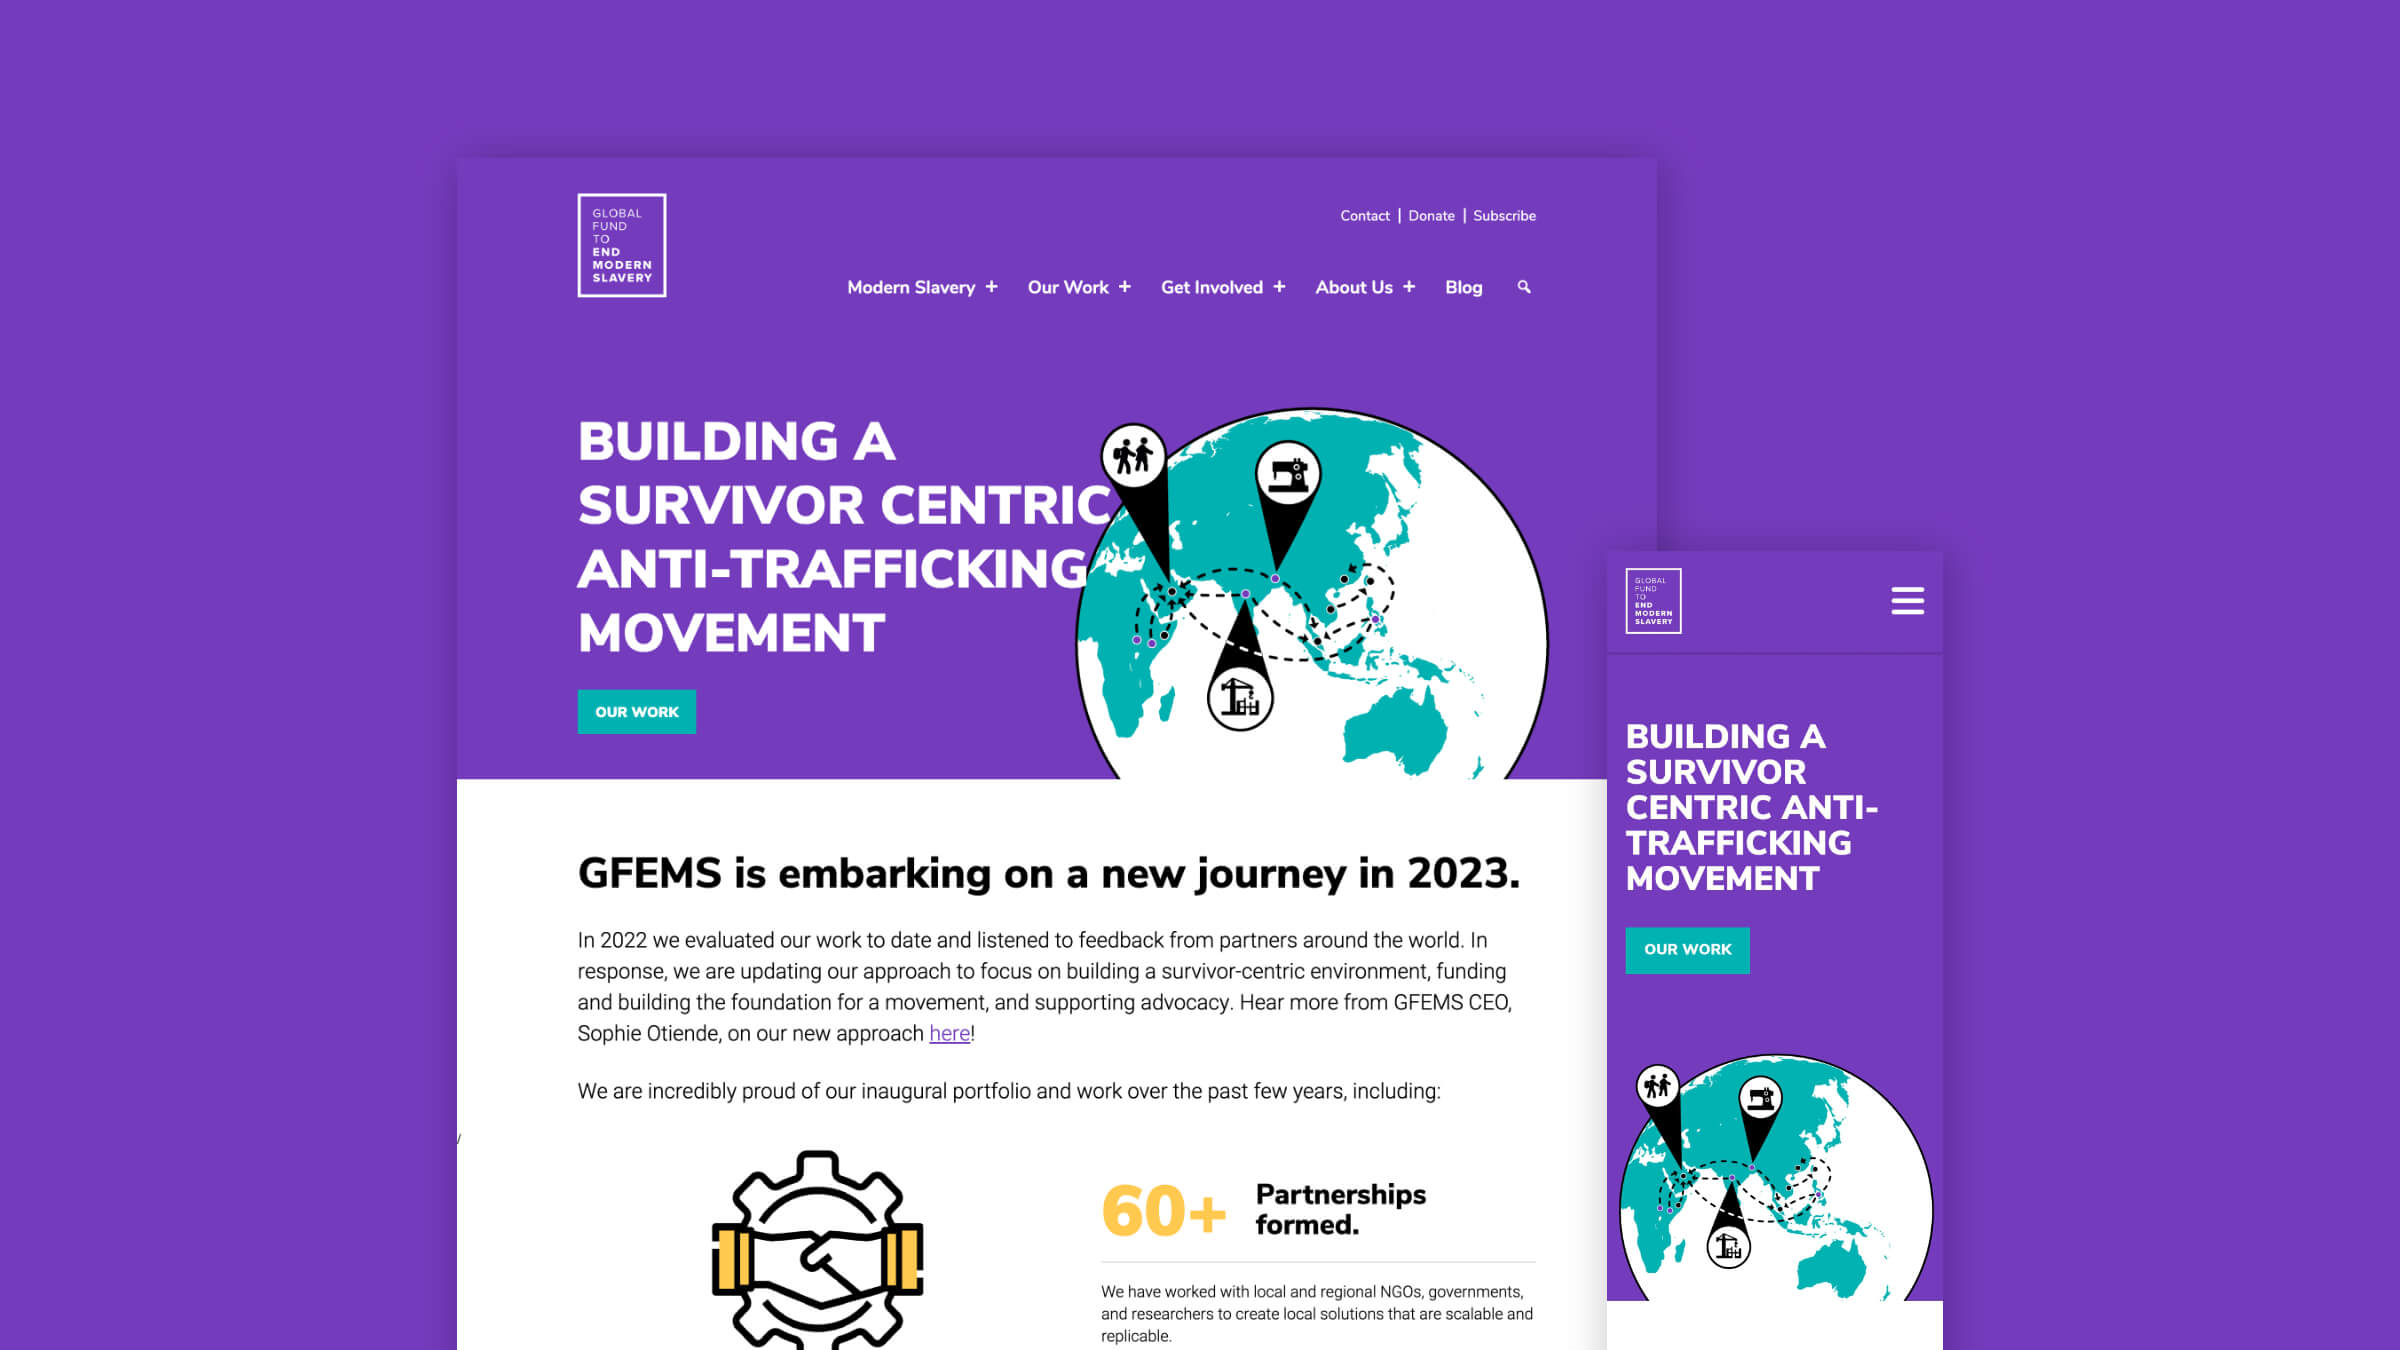 GLOBAL
FUND
TO
END
MODERN
SLAVERY
Contact | Donate | Subscribe
Modern Slavery + Our Work + Get Involved + About Us + Blog
BUILDING A
SURVIVOR CENTRIC
ANTI-TRAFFICKING
MOVEMENT
OUR WORK
GFEMS is embarking on a new journey in 2023.
In 2022 we evaluated our work to date and listened to feedback from partners around the world. In
response, we are updating our approach to focus on building a survivor-centric environment, funding
and building the foundation for a movement, and supporting advocacy. Hear more from GFEMS CEO,
Sophie Otiende, on our new approach here!
We are incredibly proud of our inaugural portfolio and work over the past few years, including:
/
60+
Partnerships
formed.
We have worked with local and regional NGOs, governments,
and researchers to create local solutions that are scalable and
replicable.
GLOBAL
FUND
TO
END
MODERN
SLAVERY
BUILDING A
SURVIVOR
CENTRIC ANTI-
TRAFFICKING
MOVEMENT
OUR WORK